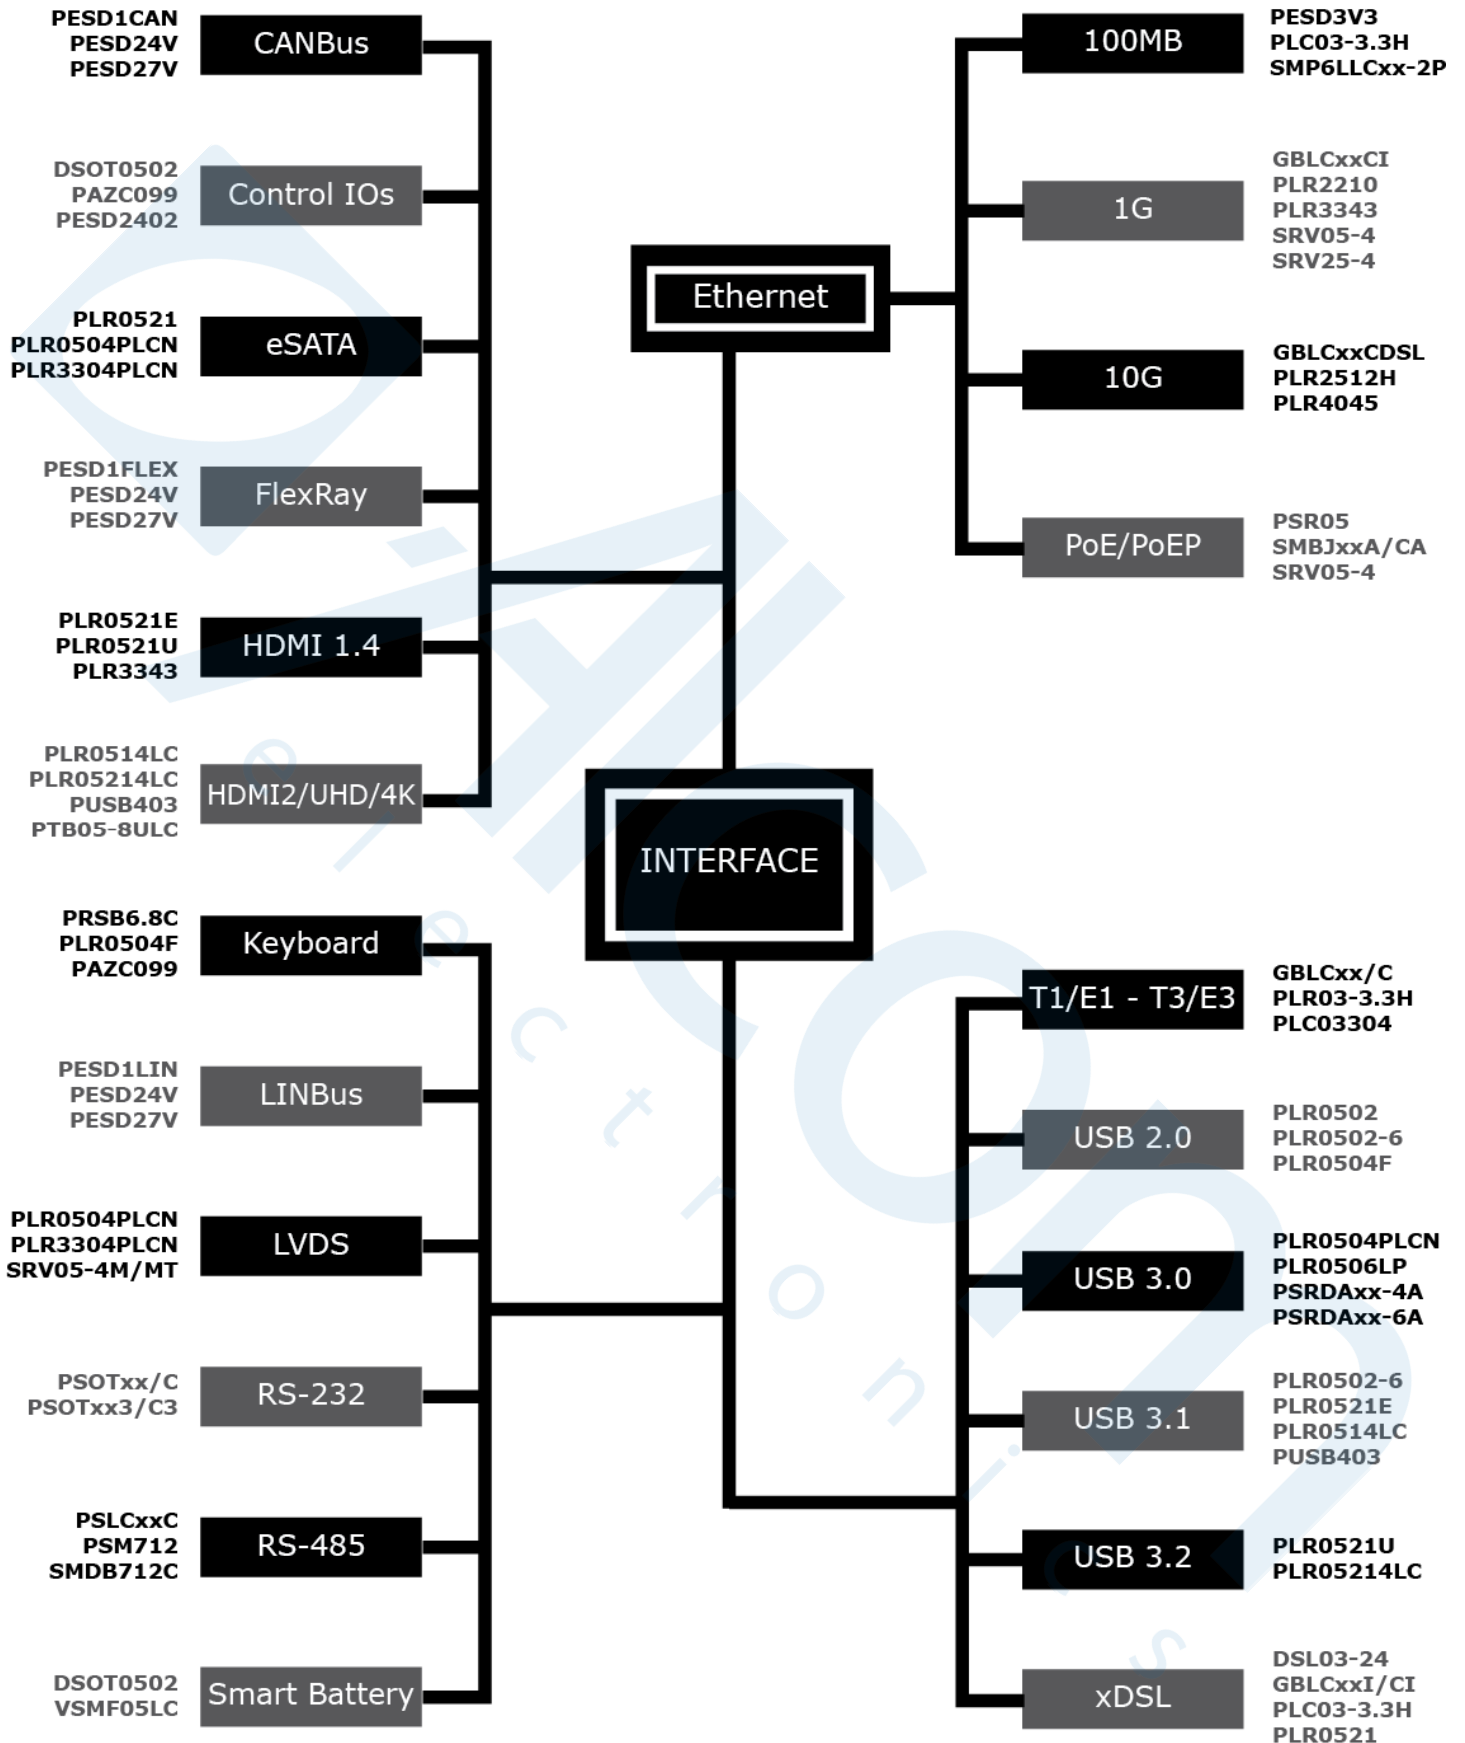 PESD1CAN
PESD24V
PESD27V
CANBus
DSOT0502
PAZC099
PESD2402
Control IOs
PLR0521
PLR0504PLCN
PLR3304PLCN
eSATA
PESD1FLEX
PESD24V
PESD27V
FlexRay
PLR0521E
PLR0521U
PLR3343
HDMI 1.4
PLR0514LC
PLR05214LC
PUSB403
PTB05-8ULC
HDMI2/UHD/4K
Ethernet
100MB
PESD3V3
PLC03-3.3H
SMP6LLCxx-2P
1G
GBLCxxCI
PLR2210
PLR3343
SRV05-4
SRV25-4
10G
GBLCxxCDSL
PLR2512H
PLR4045
PoE/PoEP
PSR05
SMBJxxA/CA
SRV05-4
INTERFACE
PRSB6.8C
PLR0504F
PAZC099
Keyboard
PESD1LIN
PESD24V
PESD27V
LINBus
PLR0504PLCN
PLR3304PLCN
SRV05-4M/MT
LVDS
PSOTxx/C
PSOTxx3/C3
RS-232
PSLCxxC
PSM712
SMDB712C
RS-485
DSOT0502
VSMF05LC
Smart Battery
T1/E1 - T3/E3
GBLCxx/C
PLR03-3.3H
PLC03304
USB 2.0
PLR0502
PLR0502-6
PLR0504F
USB 3.0
PLR0504PLCN
PLR0506LP
PSRDAxx-4A
PSRDAxx-6A
USB 3.1
PLR0502-6
PLR0521E
PLR0514LC
PUSB403
USB 3.2
PLR0521U
PLR05214LC
xDSL
DSL03-24
GBLCxxI/CI
PLC03-3.3H
PLR0521
electronics